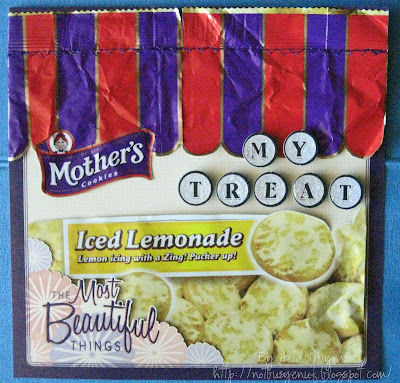 MY
TREAT
Mother's
Cookies
Iced Lemonade
Lemon icing with a Zing! Pucker up!
THE Most
Beautiful
THINGS